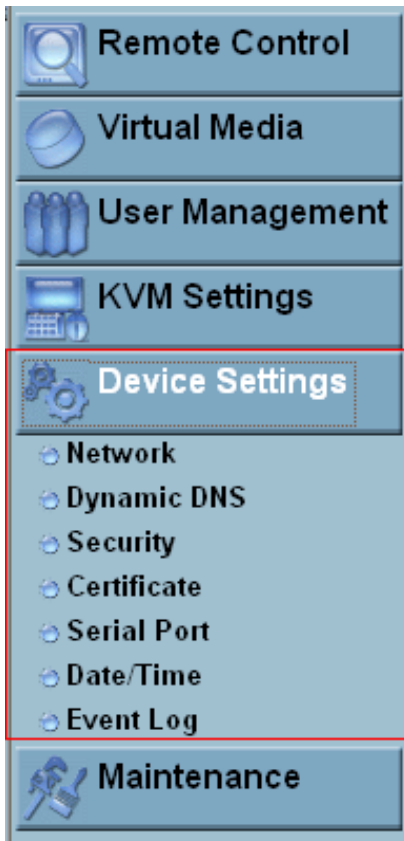 Remote Control
Virtual Media
User Management
KVM Settings
Device Settings
Network
Dynamic DNS
Security
Certificate
Serial Port
Date/Time
Event Log
Maintenance